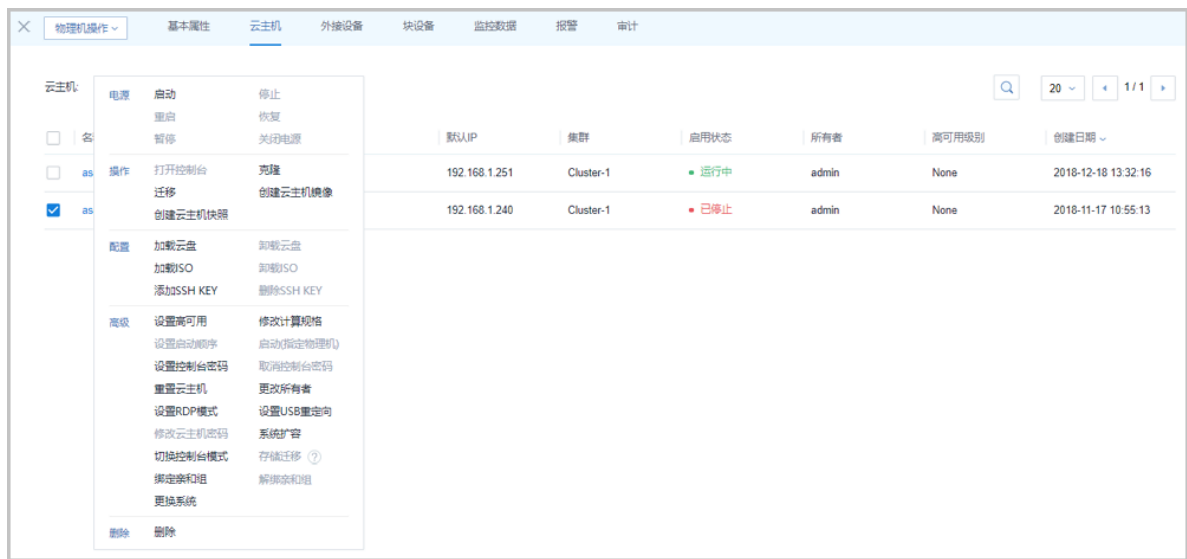 物理机操作 基本属性 云主机 外接设备 块设备 监控数据 报警 审计
云主机: 20 1 / 1
电源 启动 停止
重启 恢复
暂停 关闭电源
名 默认IP 集群 启用状态 所有者 高可用级别 创建日期
操作 打开控制台 克隆
as 192.168.1.251 Cluster-1 运行中 admin None 2018-12-18 13:32:16
迁移 创建云主机镜像
创建云主机快照
as 192.168.1.240 Cluster-1 已停止 admin None 2018-11-17 10:55:13
配置 加载云盘 卸载云盘
加载ISO 卸载ISO
添加SSH KEY 删除SSH KEY
高级 设置高可用 修改计算规格
设置启动顺序 启动(指定物理机)
设置控制台密码 取消控制台密码
重置云主机 更改所有者
设置RDP模式 设置USB重定向
修改云主机密码 系统扩容
切换控制台模式 存储迁移 ?
绑定亲和组 解绑亲和组
更换系统
删除 删除